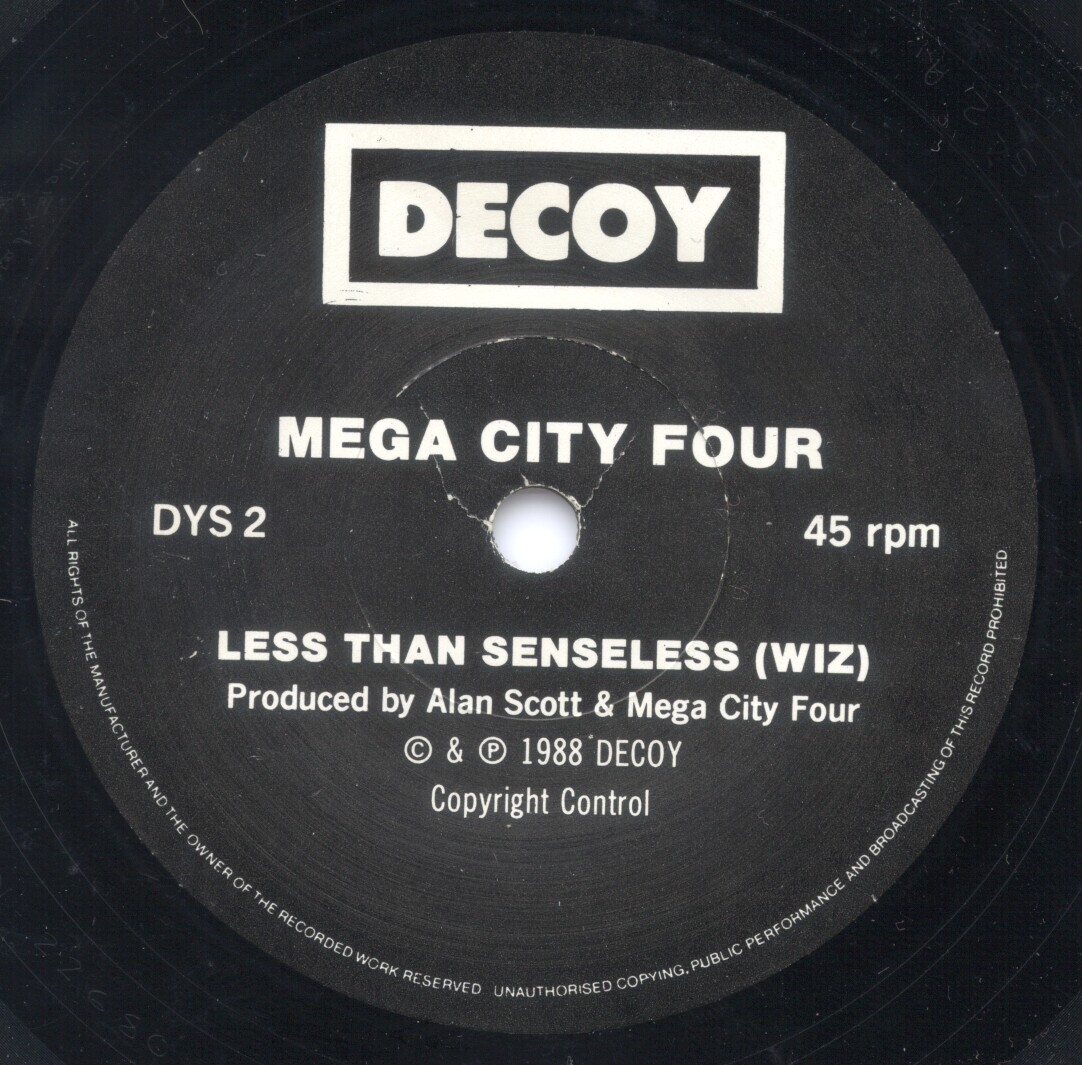 DECOY
MEGA CITY FOUR
DYS 2
45 rpm
LESS THAN SENSELESS (WIZ)
Produced by Alan Scott & Mega City Four
© & ℗ 1988 DECOY
Copyright Control
ALL RIGHTS OF THE MANUFACTURER AND THE OWNER OF THE RECORDED WORK RESERVED UNAUTHORISED COPYING, PUBLIC PERFORMANCE AND BROADCASTING OF THIS RECORD PROHIBITED